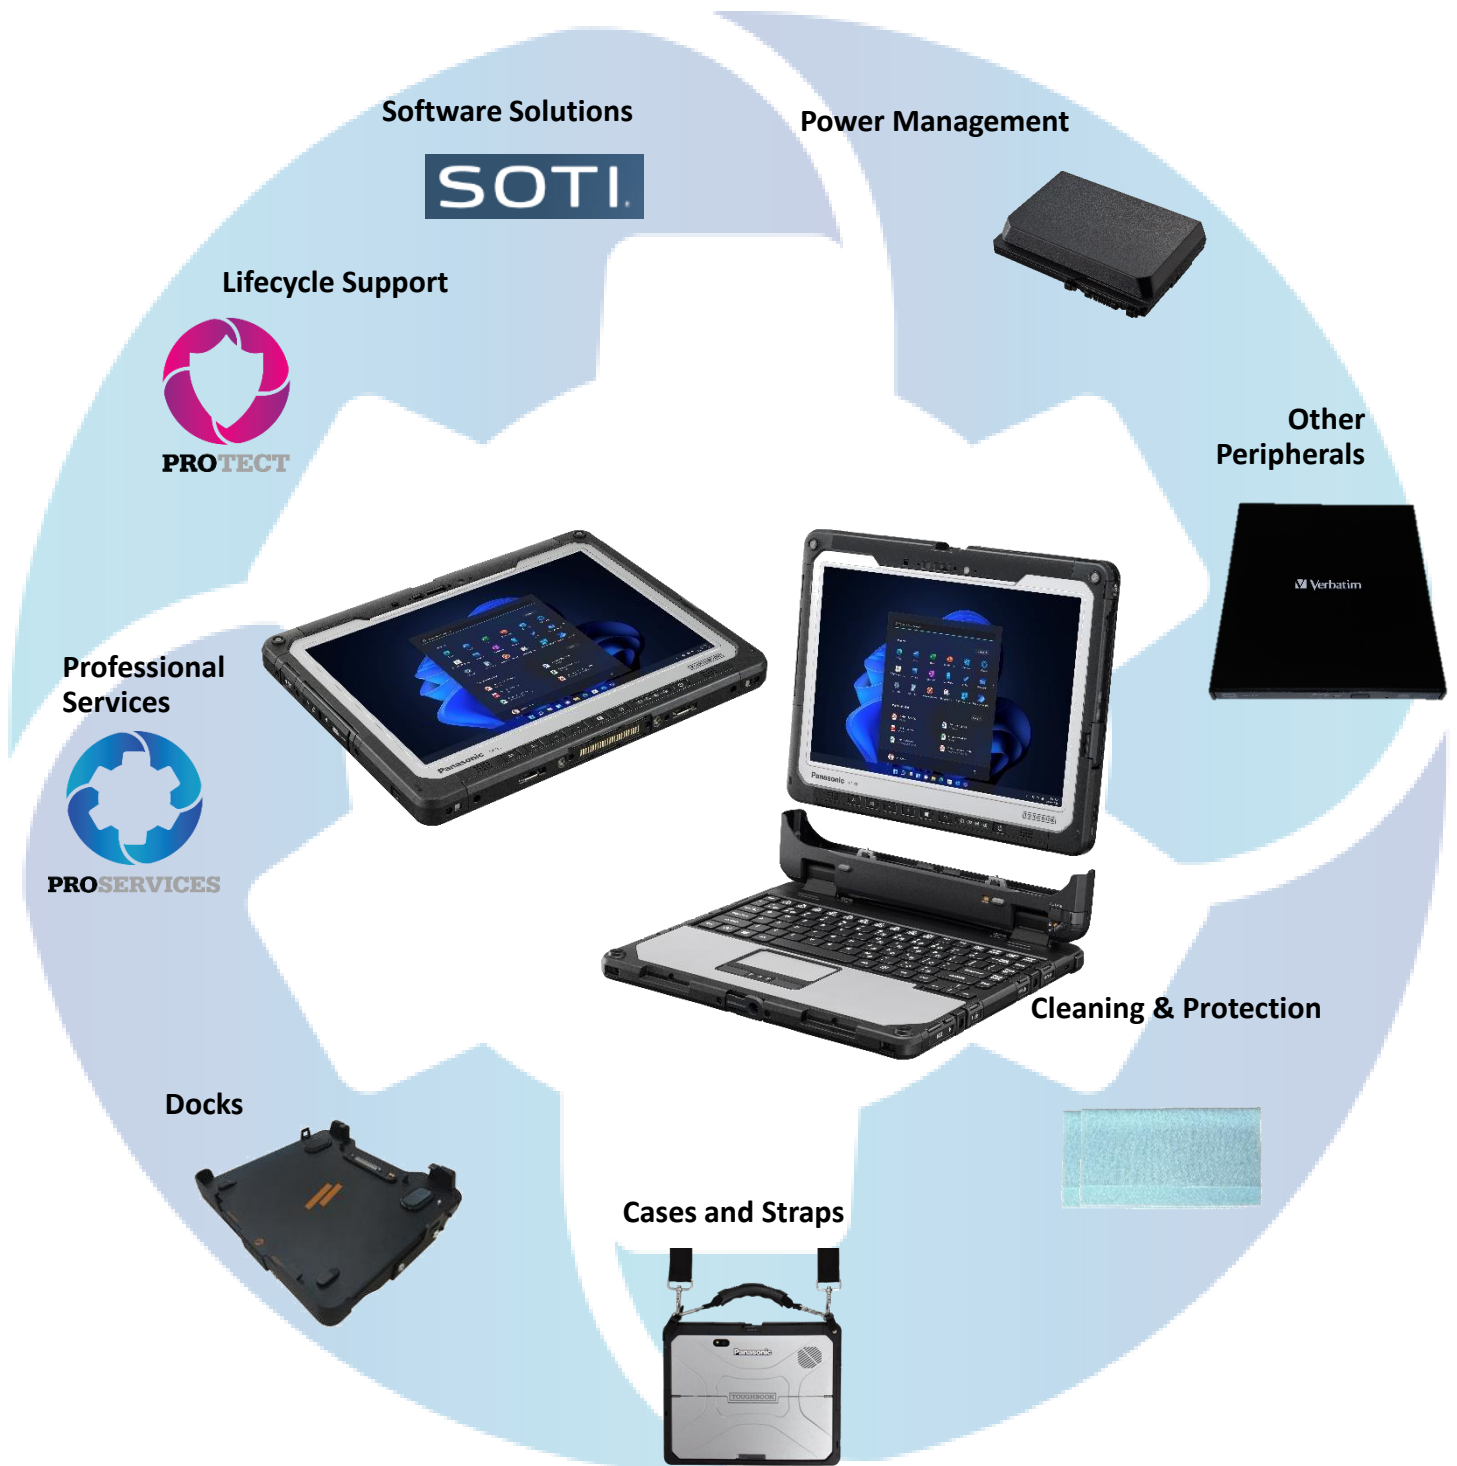 Software Solutions
SOTI.
Power Management
Lifecycle Support
PROTECT
Other
Peripherals
Verbatim
Professional
Services
PROSERVICES
Panasonic
Panasonic
Cleaning & Protection
Docks
Cases and Straps
Panasonic
TOUGHBOOK